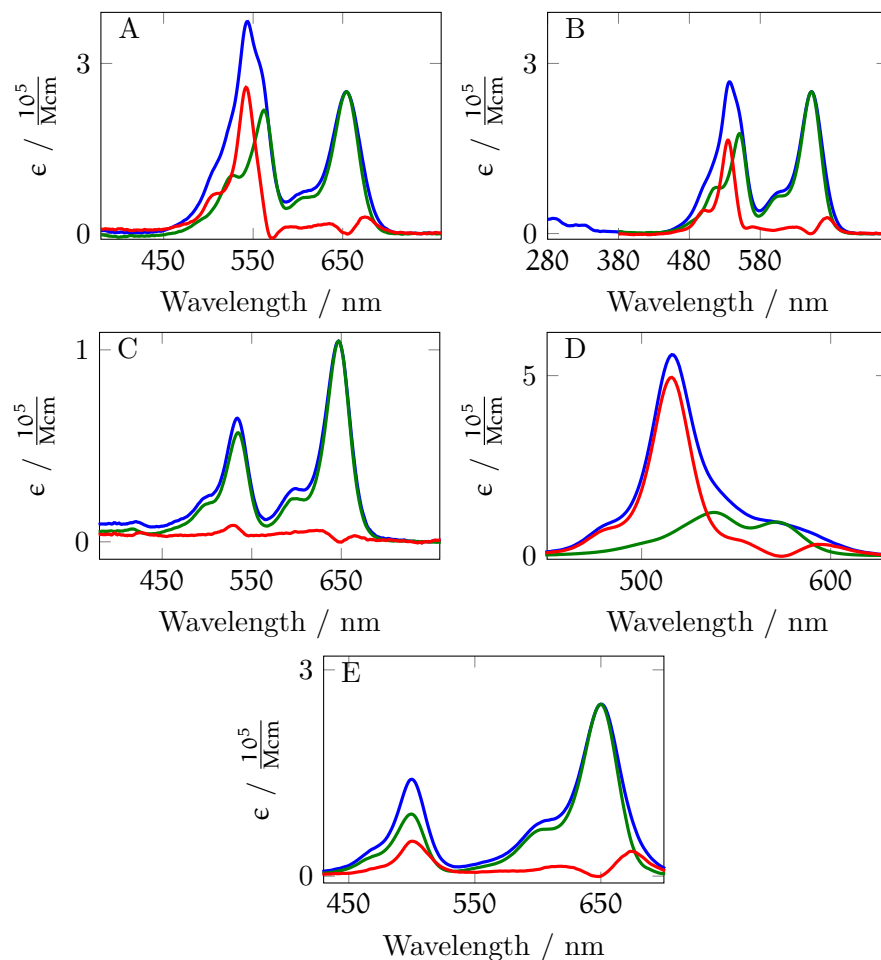 A
3
0
ϵ / 10⁵/Mcm
450 550 650
Wavelength / nm
B
3
0
ϵ / 10⁵/Mcm
280 380 480 580
Wavelength / nm
C
1
0
ϵ / 10⁵/Mcm
450 550 650
Wavelength / nm
D
5
0
ϵ / 10⁵/Mcm
500 600
Wavelength / nm
E
3
0
ϵ / 10⁵/Mcm
450 550 650
Wavelength / nm